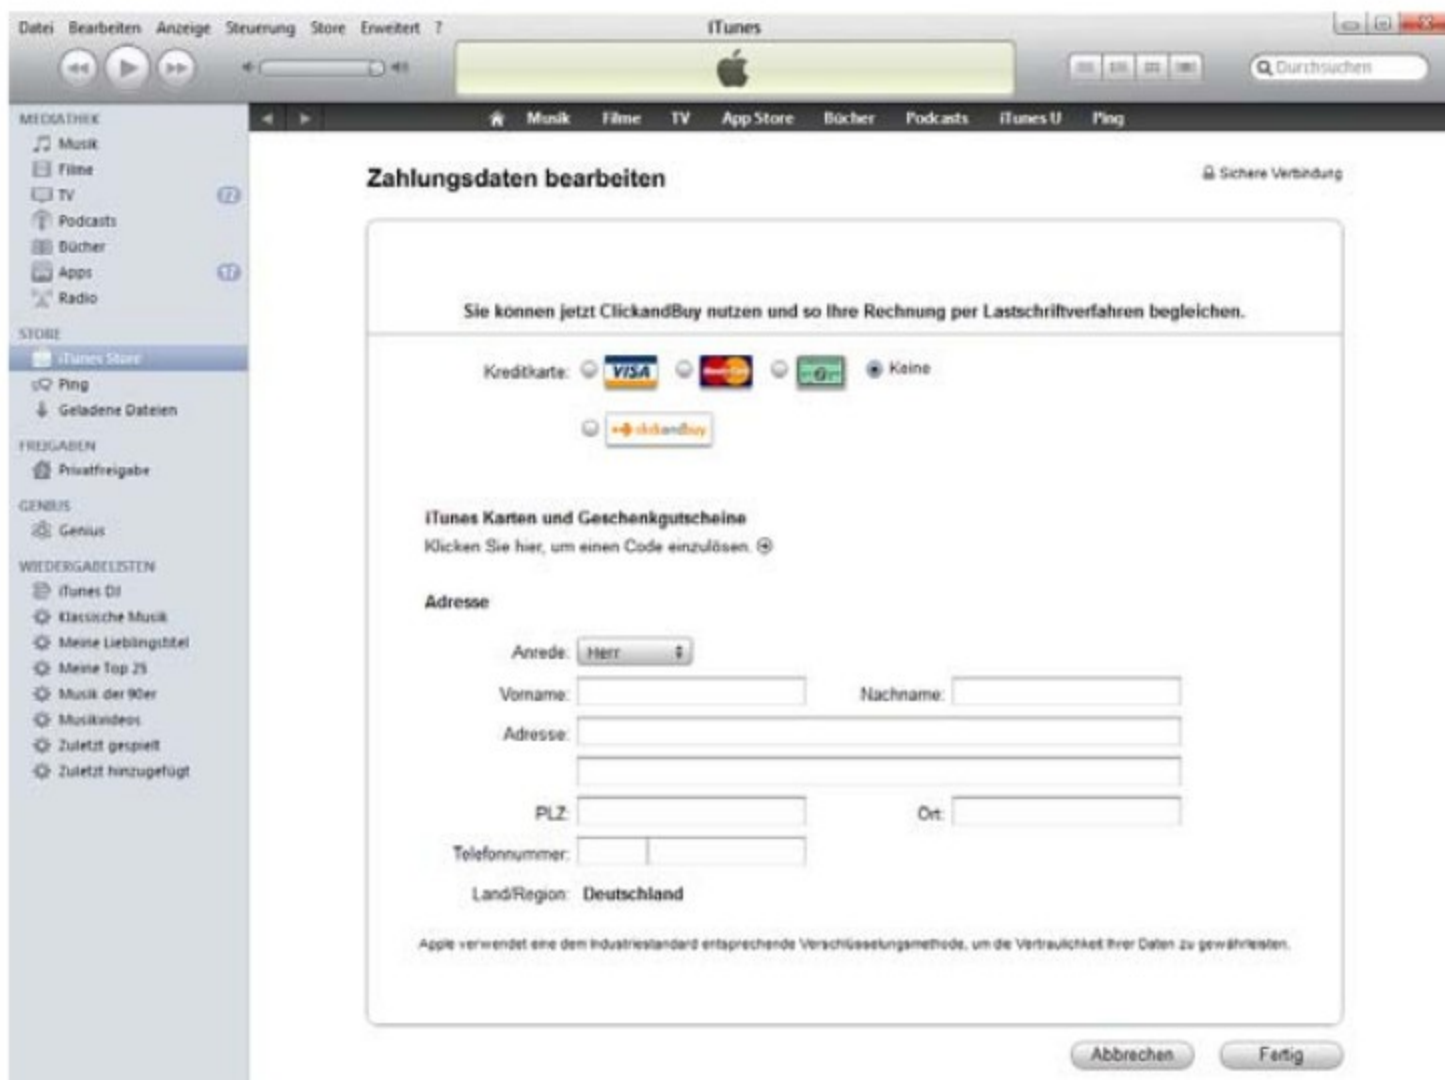 Datei Bearbeiten Anzeige Steuerung Store Erweitert ?
iTunes
Durchsuchen
Musik Filme TV App Store Bücher Podcasts iTunes U Ping
MEDIATHEK
Musik
Filme
TV
Podcasts
Bücher
Apps
Radio
STORE
iTunes Store
Ping
Geladene Dateien
FREIGABEN
Privatfreigabe
GENIUS
Genius
WIEDERGABELISTEN
iTunes DJ
Klassische Musik
Meine Lieblingstitel
Meine Top 25
Musik der 90er
Musikvideos
Zuletzt gespielt
Zuletzt hinzugefügt
Zahlungsdaten bearbeiten
Sichere Verbindung
Sie können jetzt ClickandBuy nutzen und so Ihre Rechnung per Lastschriftverfahren begleichen.
Kreditkarte: VISA MasterCard Keine
clickandbuy
iTunes Karten und Geschenkgutscheine
Klicken Sie hier, um einen Code einzulösen.
Adresse
Anrede: Herr
Vorname: Nachname:
Adresse:
PLZ: Ort:
Telefonnummer:
Land/Region: Deutschland
Apple verwendet eine dem Industriestandard entsprechende Verschlüsselungsmethode, um die Vertraulichkeit Ihrer Daten zu gewährleisten.
Abbrechen Fertig